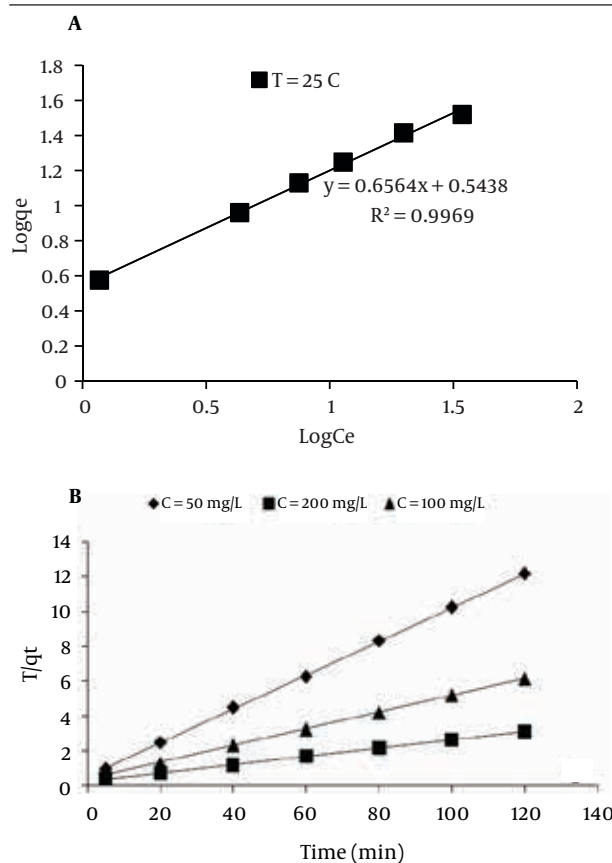 A
1.8
1.6
1.4
1.2
1
0.8
0.6
0.4
0.2
0
Logqe
T = 25 C
y = 0.6564x + 0.5438
R² = 0.9969
0 0.5 1 1.5 2
LogCe
B
C = 50 mg/L C = 200 mg/L C = 100 mg/L
14
12
10
8
6
4
2
0
T/qt
0 20 40 60 80 100 120 140
Time (min)